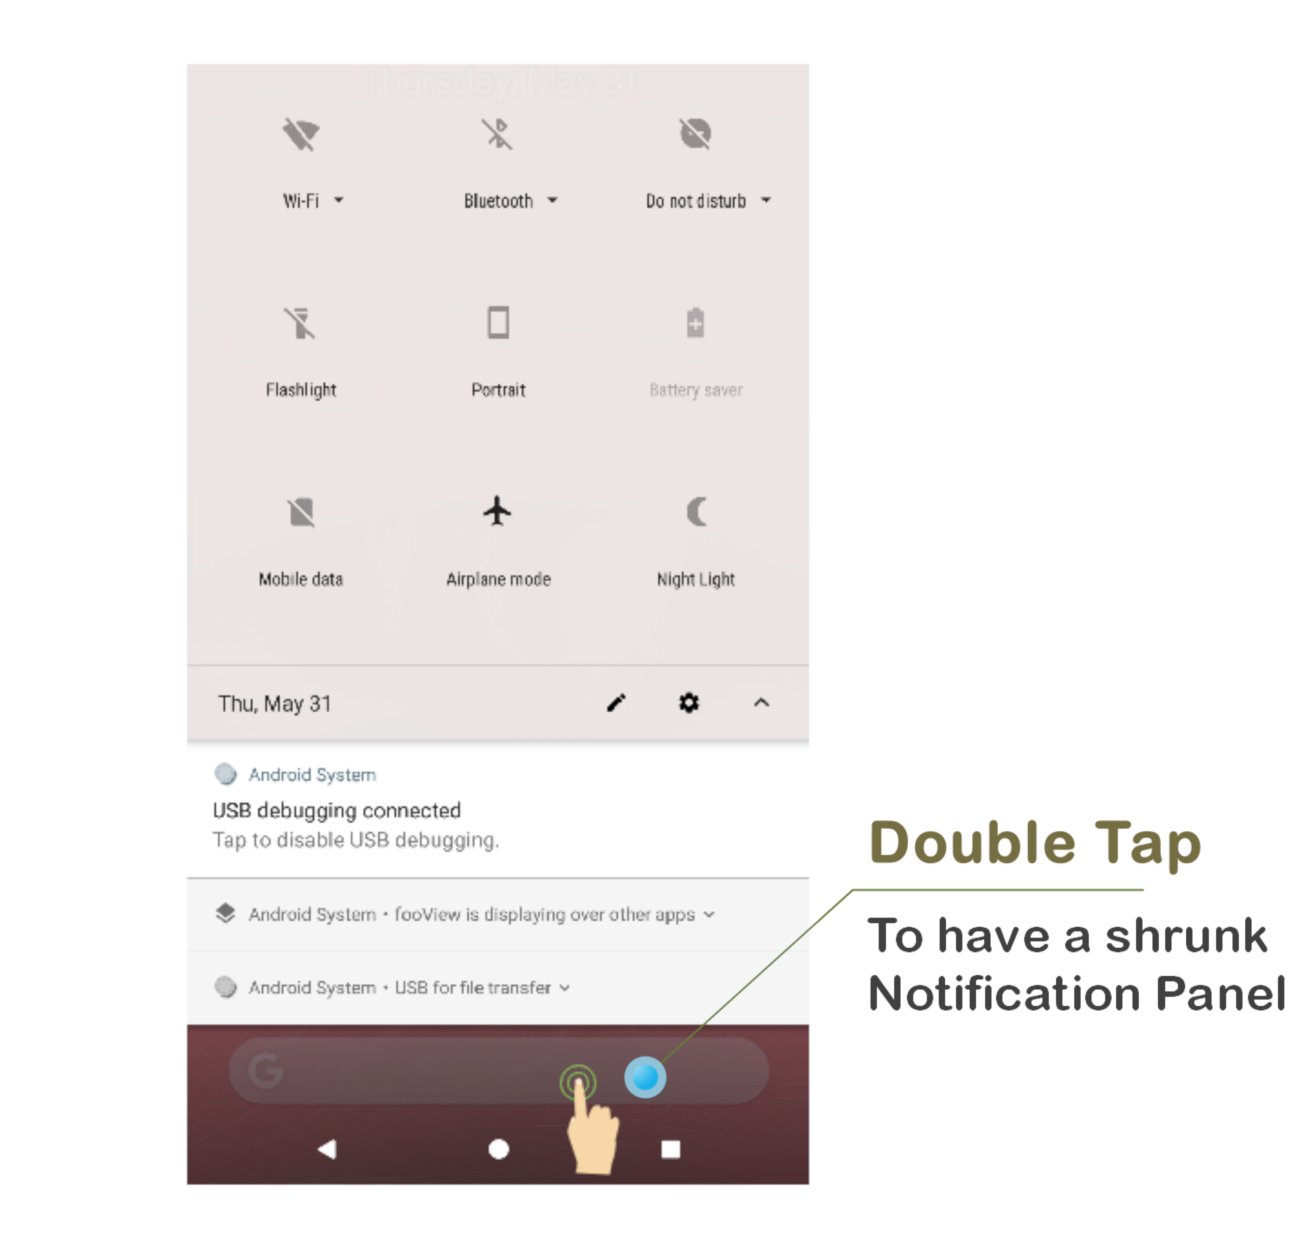 Thursday, May 31
Wi-Fi
Bluetooth
Do not disturb
Flashlight
Portrait
Battery saver
Mobile data
Airplane mode
Night Light
Thu, May 31
Android System
USB debugging connected
Tap to disable USB debugging.
Android System • fooView is displaying over other apps
Android System • USB for file transfer
G
Double Tap
To have a shrunk
Notification Panel